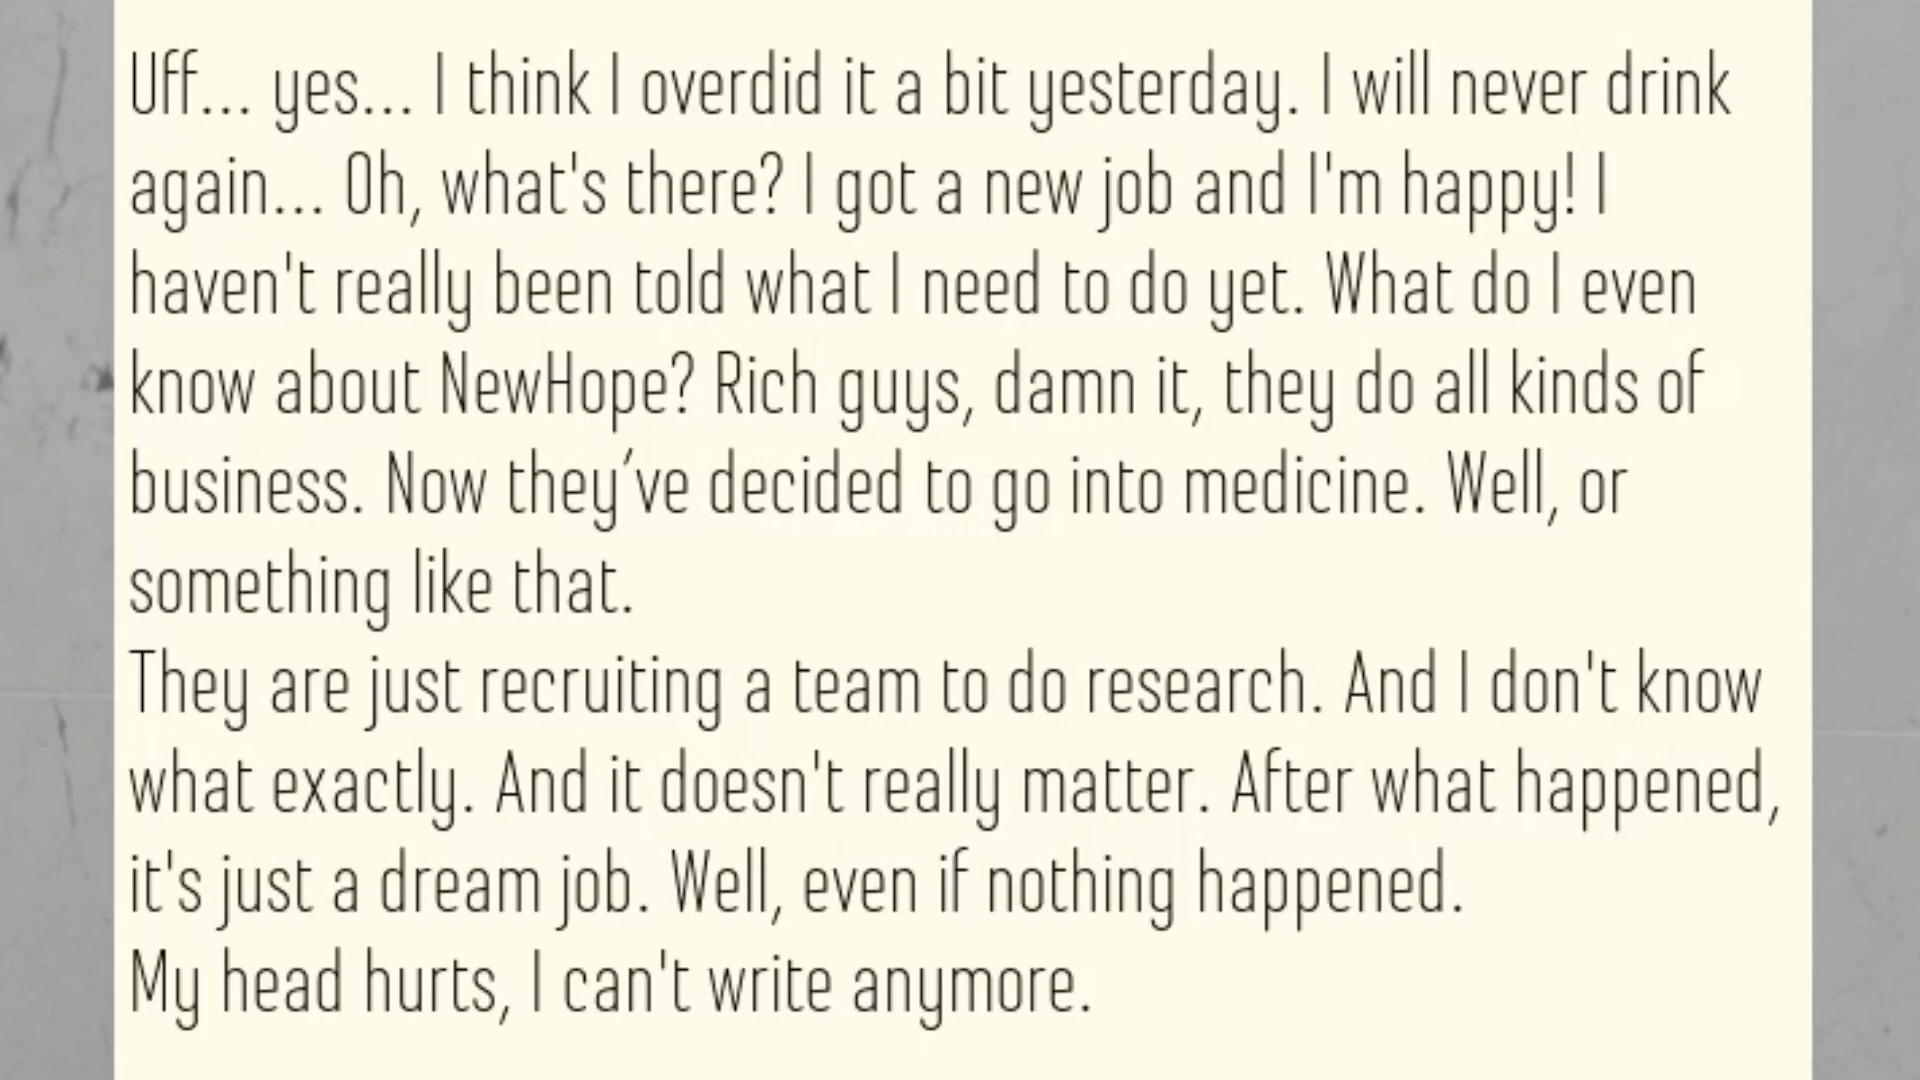 Uff... yes... I think I overdid it a bit yesterday. I will never drink
again... Oh, what's there? I got a new job and I'm happy! I
haven't really been told what I need to do yet. What do I even
know about NewHope? Rich guys, damn it, they do all kinds of
business. Now they´ve decided to go into medicine. Well, or
something like that.
They are just recruiting a team to do research. And I don't know
what exactly. And it doesn't really matter. After what happened,
it's just a dream job. Well, even if nothing happened.
My head hurts, I can't write anymore.